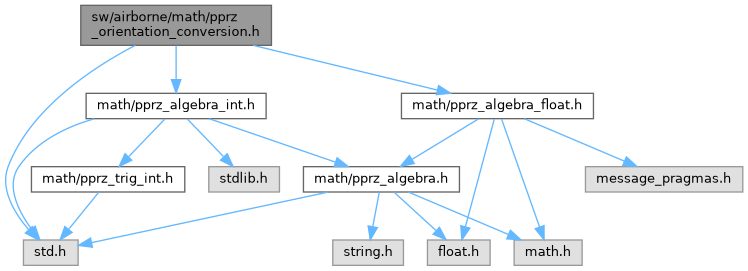 sw/airborne/math/pprz
_orientation_conversion.h
math/pprz_algebra_int.h
math/pprz_algebra_float.h
math/pprz_trig_int.h
stdlib.h
math/pprz_algebra.h
message_pragmas.h
std.h
string.h
float.h
math.h